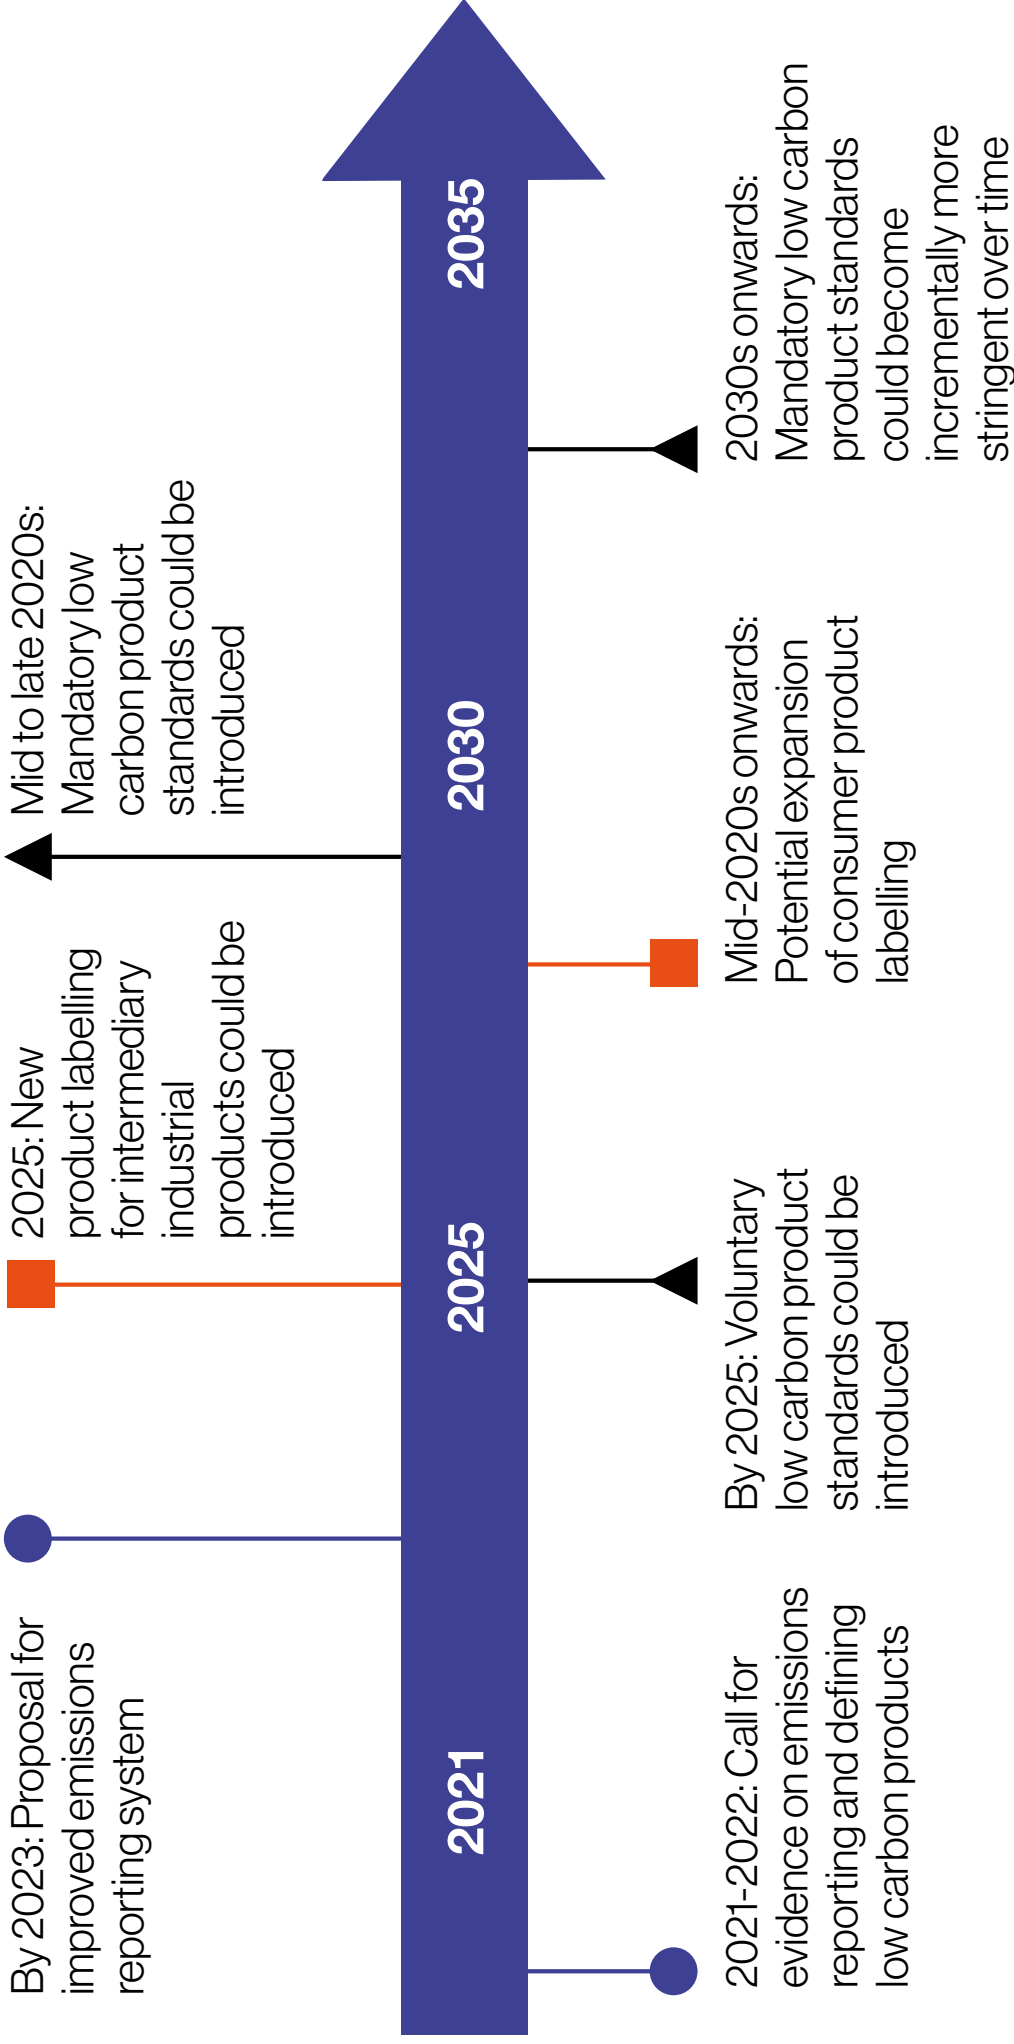 By 2023: Proposal for
improved emissions
reporting system
2025: New
product labelling
for intermediary
industrial
products could be
introduced
Mid to late 2020s:
Mandatory low
carbon product
standards could be
introduced
2021
2025
2030
2035
2021-2022: Call for
evidence on emissions
reporting and defining
low carbon products
By 2025: Voluntary
low carbon product
standards could be
introduced
Mid-2020s onwards:
Potential expansion
of consumer product
labelling
2030s onwards:
Mandatory low carbon
product standards
could become
incrementally more
stringent over time